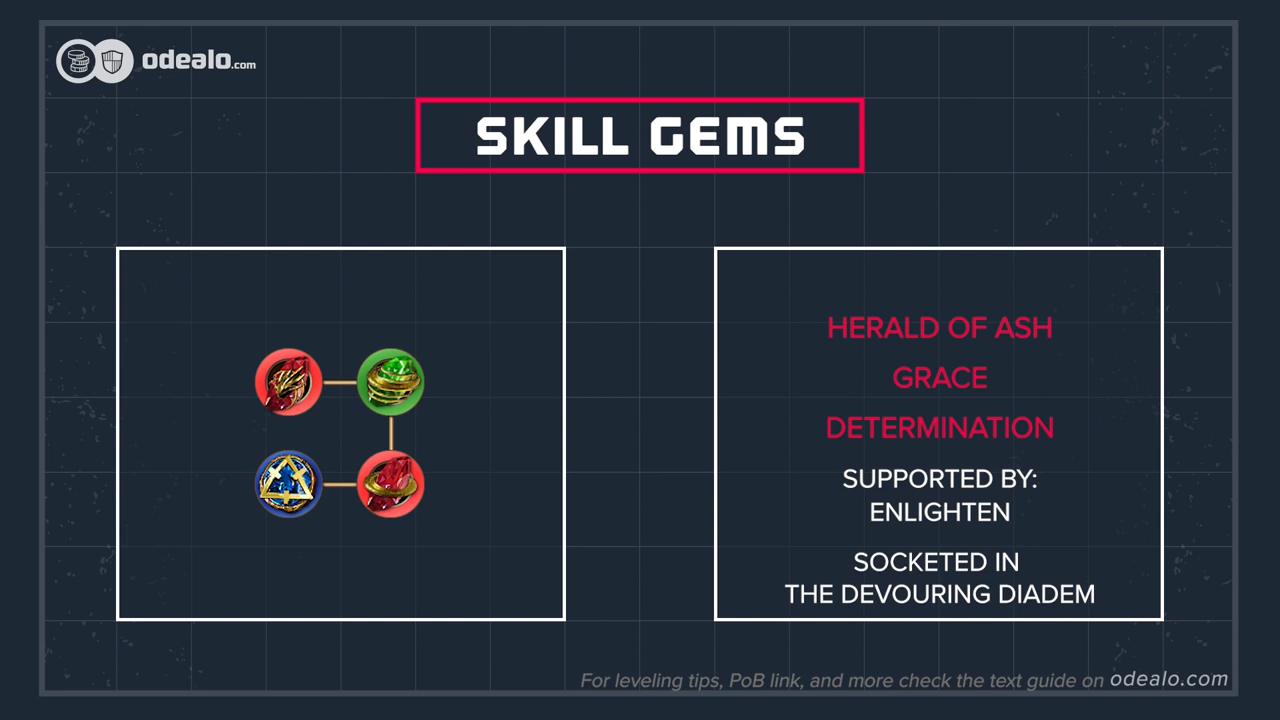 odealo.com
SKILL GEMS
HERALD OF ASH
GRACE
DETERMINATION
SUPPORTED BY:
ENLIGHTEN
SOCKETED IN
THE DEVOURING DIADEM
For leveling tips, PoB link, and more check the text guide on odealo.com